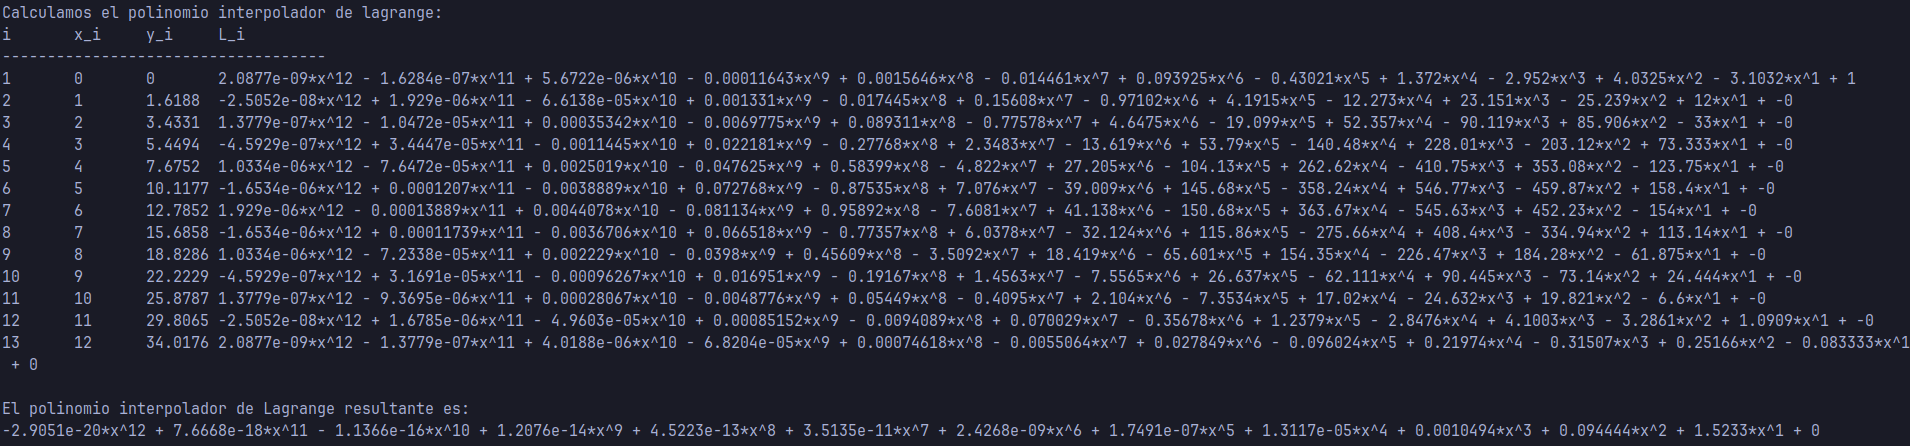 Calculamos el polinomio interpolador de lagrange:
i x_i y_i L_i
------------------------------------
1 0 0 2.0877e-09*x^12 - 1.6284e-07*x^11 + 5.6722e-06*x^10 - 0.00011643*x^9 + 0.0015646*x^8 - 0.014461*x^7 + 0.093925*x^6 - 0.43021*x^5 + 1.372*x^4 - 2.952*x^3 + 4.0325*x^2 - 3.1032*x^1 + 1
2 1 1.6188 -2.5052e-08*x^12 + 1.929e-06*x^11 - 6.6138e-05*x^10 + 0.001331*x^9 - 0.017445*x^8 + 0.15608*x^7 - 0.97102*x^6 + 4.1915*x^5 - 12.273*x^4 + 23.151*x^3 - 25.239*x^2 + 12*x^1 + -0
3 2 3.4331 1.3779e-07*x^12 - 1.0472e-05*x^11 + 0.00035342*x^10 - 0.0069775*x^9 + 0.089311*x^8 - 0.77578*x^7 + 4.6475*x^6 - 19.099*x^5 + 52.357*x^4 - 90.119*x^3 + 85.906*x^2 - 33*x^1 + -0
4 3 5.4494 -4.5929e-07*x^12 + 3.4447e-05*x^11 - 0.0011445*x^10 + 0.022181*x^9 - 0.27768*x^8 + 2.3483*x^7 - 13.619*x^6 + 53.79*x^5 - 140.48*x^4 + 228.01*x^3 - 203.12*x^2 + 73.333*x^1 + -0
5 4 7.6752 1.0334e-06*x^12 - 7.6472e-05*x^11 + 0.0025019*x^10 - 0.047625*x^9 + 0.58399*x^8 - 4.822*x^7 + 27.205*x^6 - 104.13*x^5 + 262.62*x^4 - 410.75*x^3 + 353.08*x^2 - 123.75*x^1 + -0
6 5 10.1177 -1.6534e-06*x^12 + 0.0001207*x^11 - 0.0038889*x^10 + 0.072768*x^9 - 0.87535*x^8 + 7.076*x^7 - 39.009*x^6 + 145.68*x^5 - 358.24*x^4 + 546.77*x^3 - 459.87*x^2 + 158.4*x^1 + -0
7 6 12.7852 1.929e-06*x^12 - 0.00013889*x^11 + 0.0044078*x^10 - 0.081134*x^9 + 0.95892*x^8 - 7.6081*x^7 + 41.138*x^6 - 150.68*x^5 + 363.67*x^4 - 545.63*x^3 + 452.23*x^2 - 154*x^1 + -0
8 7 15.6858 -1.6534e-06*x^12 + 0.00011739*x^11 - 0.0036706*x^10 + 0.066518*x^9 - 0.77357*x^8 + 6.0378*x^7 - 32.124*x^6 + 115.86*x^5 - 275.66*x^4 + 408.4*x^3 - 334.94*x^2 + 113.14*x^1 + -0
9 8 18.8286 1.0334e-06*x^12 - 7.2338e-05*x^11 + 0.002229*x^10 - 0.0398*x^9 + 0.45609*x^8 - 3.5092*x^7 + 18.419*x^6 - 65.601*x^5 + 154.35*x^4 - 226.47*x^3 + 184.28*x^2 - 61.875*x^1 + -0
10 9 22.2229 -4.5929e-07*x^12 + 3.1691e-05*x^11 - 0.00096267*x^10 + 0.016951*x^9 - 0.19167*x^8 + 1.4563*x^7 - 7.5565*x^6 + 26.637*x^5 - 62.111*x^4 + 90.445*x^3 - 73.14*x^2 + 24.444*x^1 + -0
11 10 25.8787 1.3779e-07*x^12 - 9.3695e-06*x^11 + 0.00028067*x^10 - 0.0048776*x^9 + 0.05449*x^8 - 0.4095*x^7 + 2.104*x^6 - 7.3534*x^5 + 17.02*x^4 - 24.632*x^3 + 19.821*x^2 - 6.6*x^1 + -0
12 11 29.8065 -2.5052e-08*x^12 + 1.6785e-06*x^11 - 4.9603e-05*x^10 + 0.00085152*x^9 - 0.0094089*x^8 + 0.070029*x^7 - 0.35678*x^6 + 1.2379*x^5 - 2.8476*x^4 + 4.1003*x^3 - 3.2861*x^2 + 1.0909*x^1 + -0
13 12 34.0176 2.0877e-09*x^12 - 1.3779e-07*x^11 + 4.0188e-06*x^10 - 6.8204e-05*x^9 + 0.00074618*x^8 - 0.0055064*x^7 + 0.027849*x^6 - 0.096024*x^5 + 0.21974*x^4 - 0.31507*x^3 + 0.25166*x^2 - 0.083333*x^1
+ 0
El polinomio interpolador de Lagrange resultante es:
-2.9051e-20*x^12 + 7.6668e-18*x^11 - 1.1366e-16*x^10 + 1.2076e-14*x^9 + 4.5223e-13*x^8 + 3.5135e-11*x^7 + 2.4268e-09*x^6 + 1.7491e-07*x^5 + 1.3117e-05*x^4 + 0.0010494*x^3 + 0.094444*x^2 + 1.5233*x^1 + 0